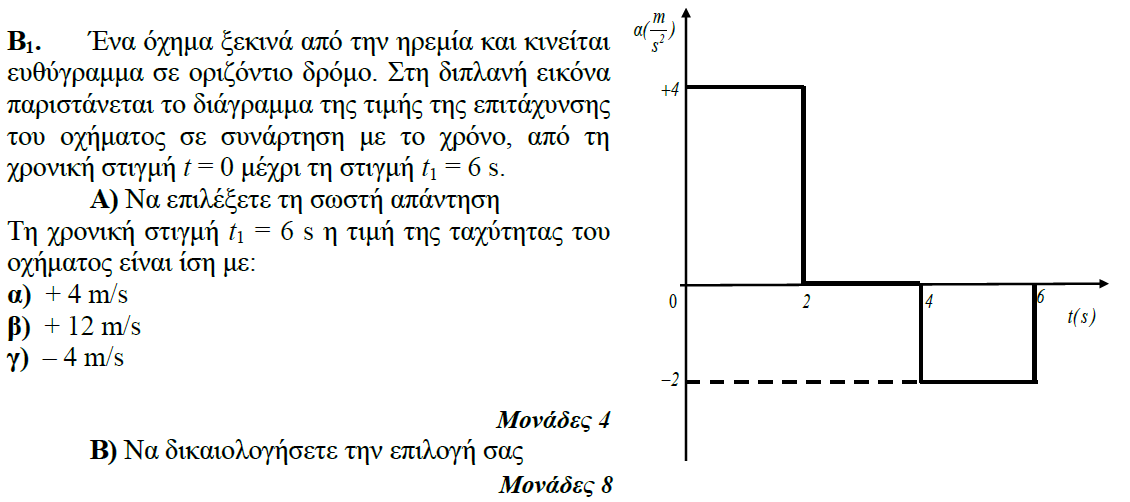 Β₁. Ένα όχημα ξεκινά από την ηρεμία και κινείται
ευθύγραμμα σε οριζόντιο δρόμο. Στη διπλανή εικόνα
παριστάνεται το διάγραμμα της τιμής της επιτάχυνσης
του οχήματος σε συνάρτηση με το χρόνο, από τη
χρονική στιγμή t = 0 μέχρι τη στιγμή t₁ = 6 s.
Α) Να επιλέξετε τη σωστή απάντηση
Τη χρονική στιγμή t₁ = 6 s η τιμή της ταχύτητας του
οχήματος είναι ίση με:
α) + 4 m/s
β) + 12 m/s
γ) – 4 m/s
Μονάδες 4
Β) Να δικαιολογήσετε την επιλογή σας
Μονάδες 8
α(m/s²)
+4
0
2
4
6
t(s)
−2